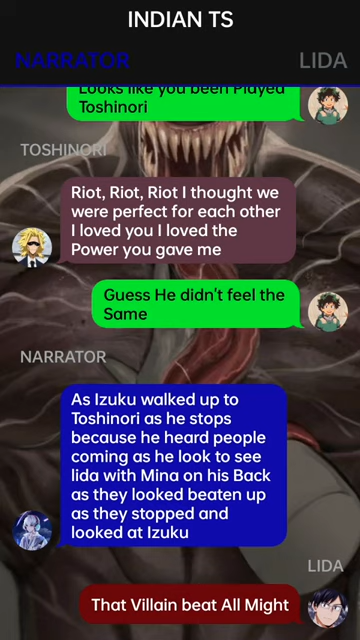 INDIAN TS
NARRATOR
LIDA
Looks like you been Played
Toshinori
TOSHINORI
Riot, Riot, Riot I thought we
were perfect for each other
I loved you I loved the
Power you gave me
Guess He didn't feel the
Same
NARRATOR
As Izuku walked up to
Toshinori as he stops
because he heard people
coming as he look to see
Iida with Mina on his Back
as they looked beaten up
as they stopped and
looked at Izuku
LIDA
That Villain beat All Might